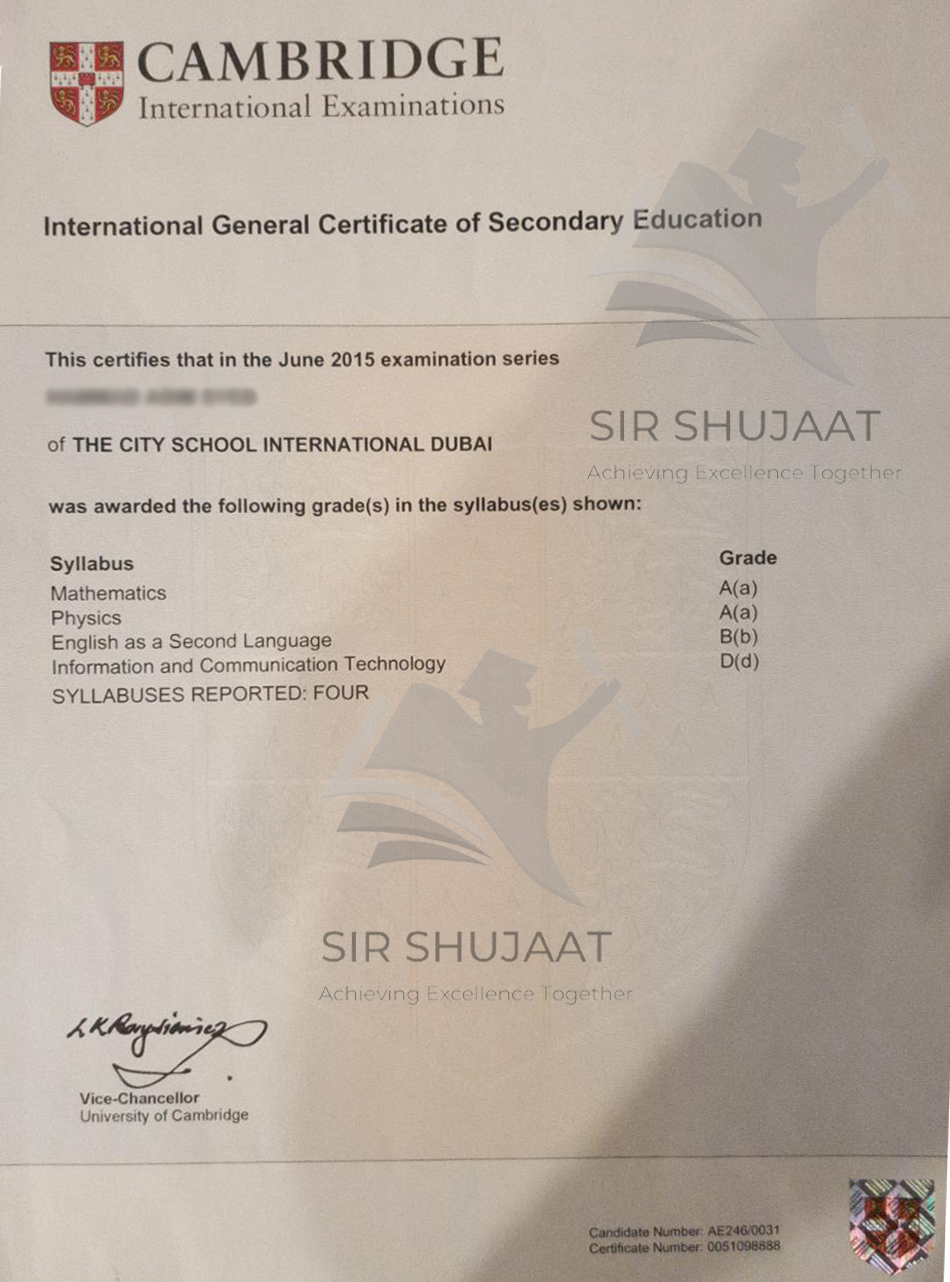 CAMBRIDGE
International Examinations
International General Certificate of Secondary Education
This certifies that in the June 2015 examination series
of THE CITY SCHOOL INTERNATIONAL DUBAI
SIR SHUJAAT
Achieving Excellence Together
was awarded the following grade(s) in the syllabus(es) shown:
Syllabus Grade
Mathematics A(a)
Physics A(a)
English as a Second Language B(b)
Information and Communication Technology D(d)
SYLLABUSES REPORTED: FOUR
SIR SHUJAAT
Achieving Excellence Together
Vice-Chancellor
University of Cambridge
Candidate Number: AE246/0031
Certificate Number: 0051098888